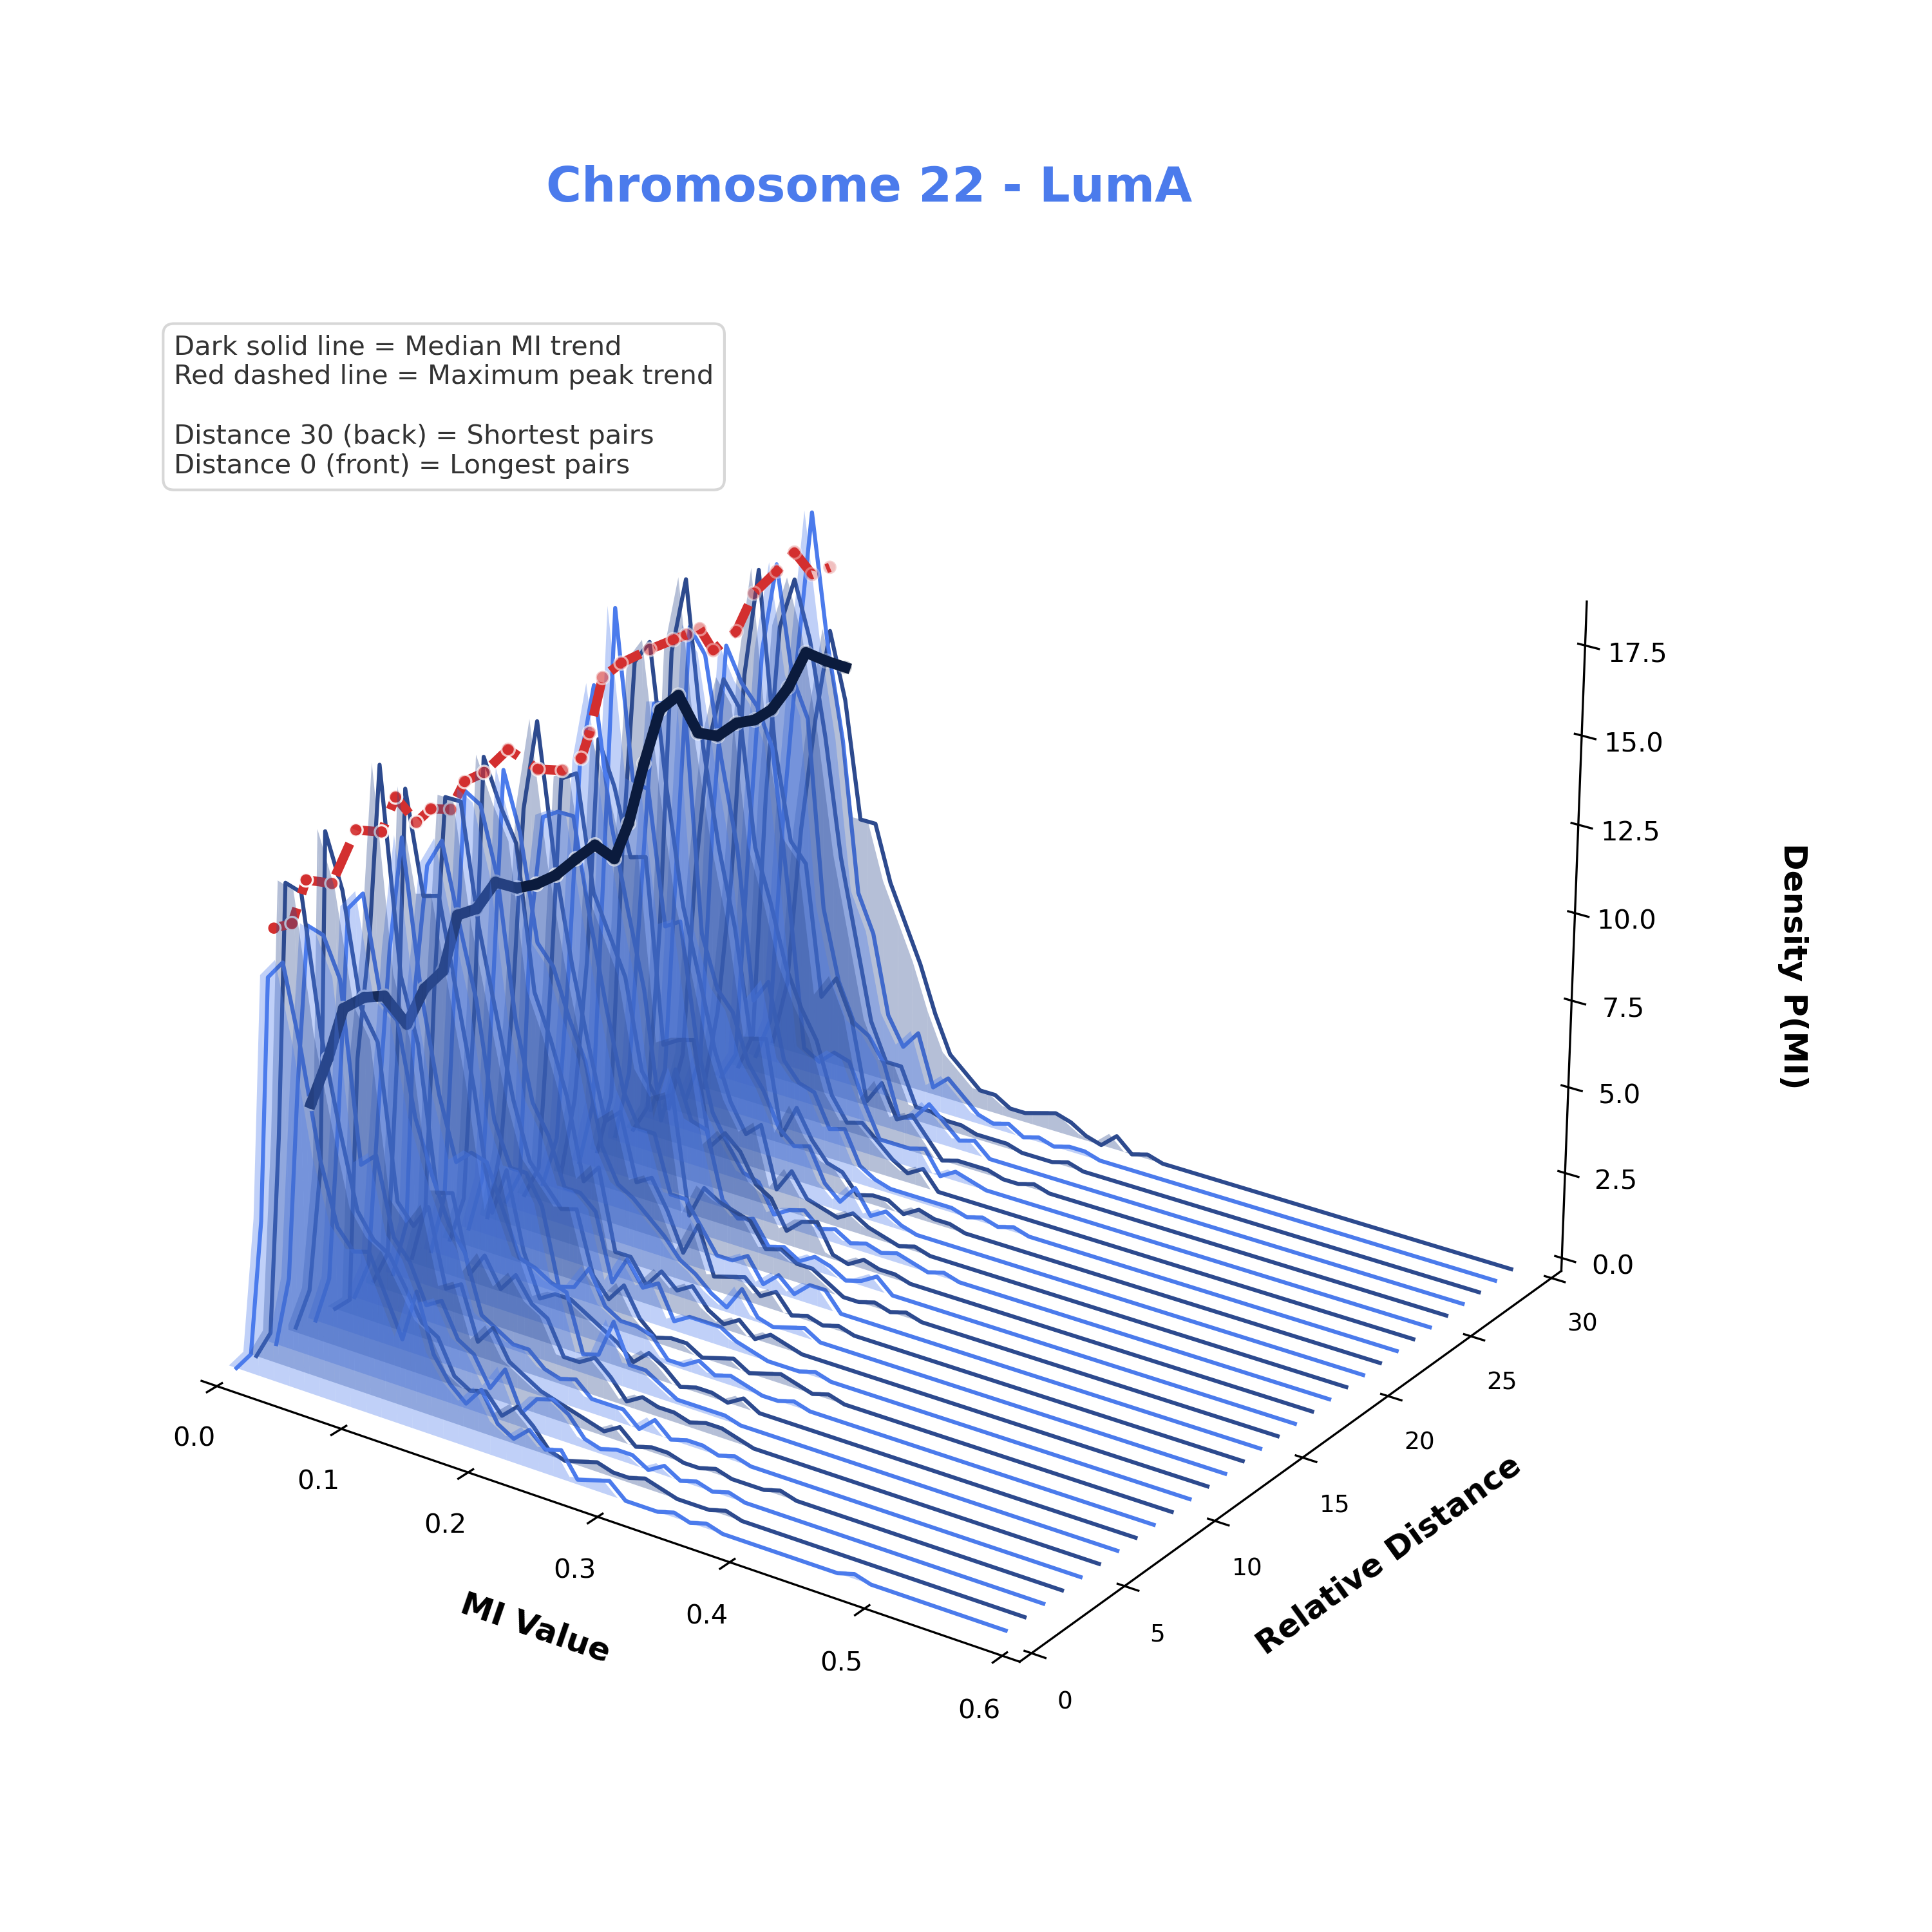 Chromosome 22 - LumA
Dark solid line = Median MI trend
Red dashed line = Maximum peak trend
Distance 30 (back) = Shortest pairs
Distance 0 (front) = Longest pairs
17.5
15.0
12.5
10.0
7.5
5.0
2.5
0.0
Density P(MI)
30
25
20
15
10
5
0
Relative Distance
0.0
0.1
0.2
0.3
0.4
0.5
0.6
MI Value